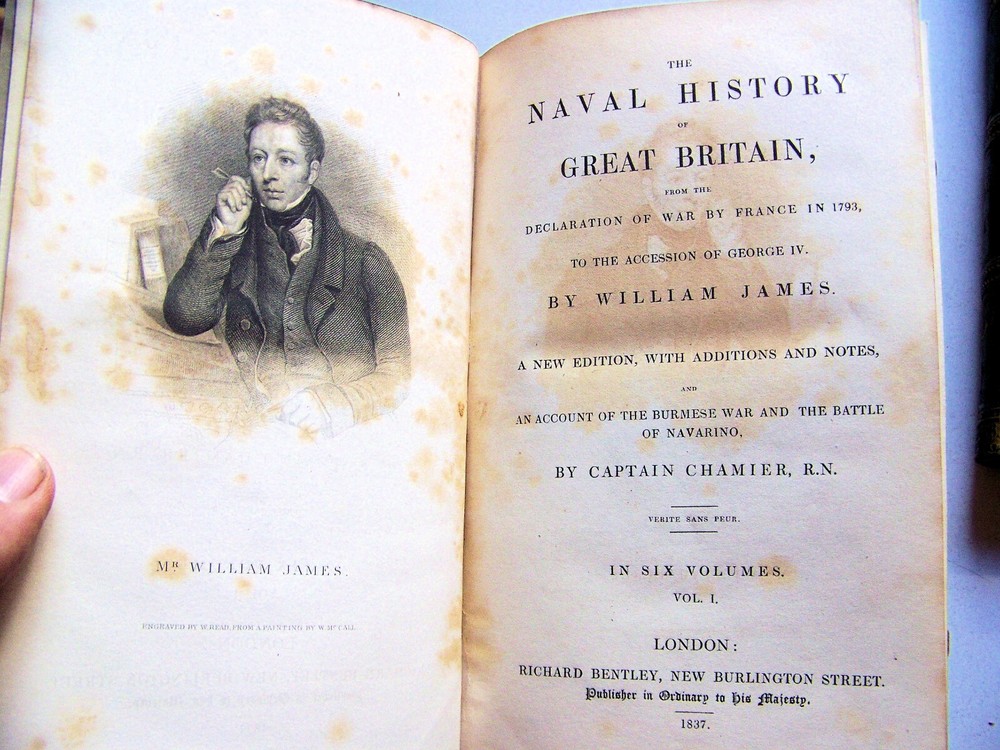 MR WILLIAM JAMES.
ENGRAVED BY W. READ, FROM A PAINTING BY W. McCALL.
THE
NAVAL HISTORY
OF
GREAT BRITAIN,
FROM THE
DECLARATION OF WAR BY FRANCE IN 1793,
TO THE ACCESSION OF GEORGE IV.
BY WILLIAM JAMES.
A NEW EDITION, WITH ADDITIONS AND NOTES,
AND
AN ACCOUNT OF THE BURMESE WAR AND THE BATTLE
OF NAVARINO,
BY CAPTAIN CHAMIER, R.N.
VERITE SANS PEUR.
IN SIX VOLUMES.
VOL. I.
LONDON:
RICHARD BENTLEY, NEW BURLINGTON STREET.
Publisher in Ordinary to his Majesty.
1837.